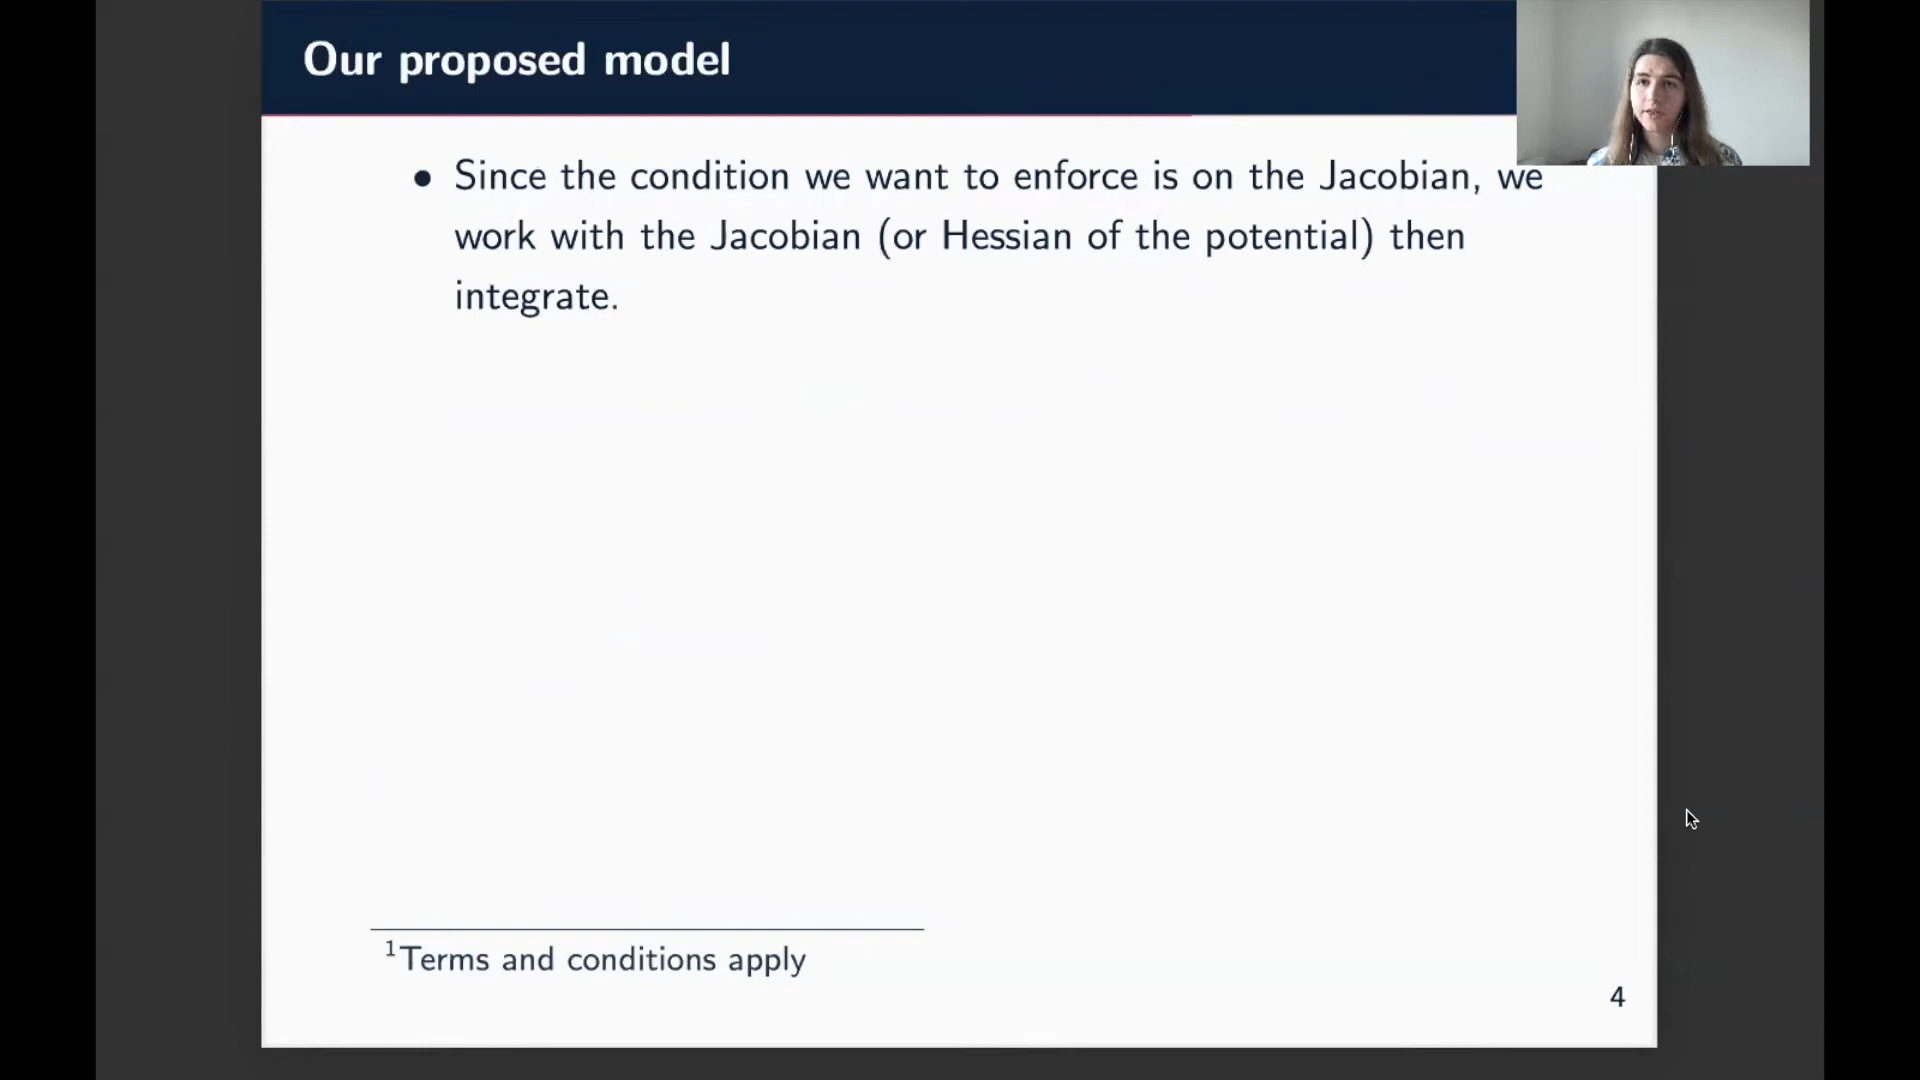 Our proposed model
• Since the condition we want to enforce is on the Jacobian, we
work with the Jacobian (or Hessian of the potential) then
integrate.
¹Terms and conditions apply
4